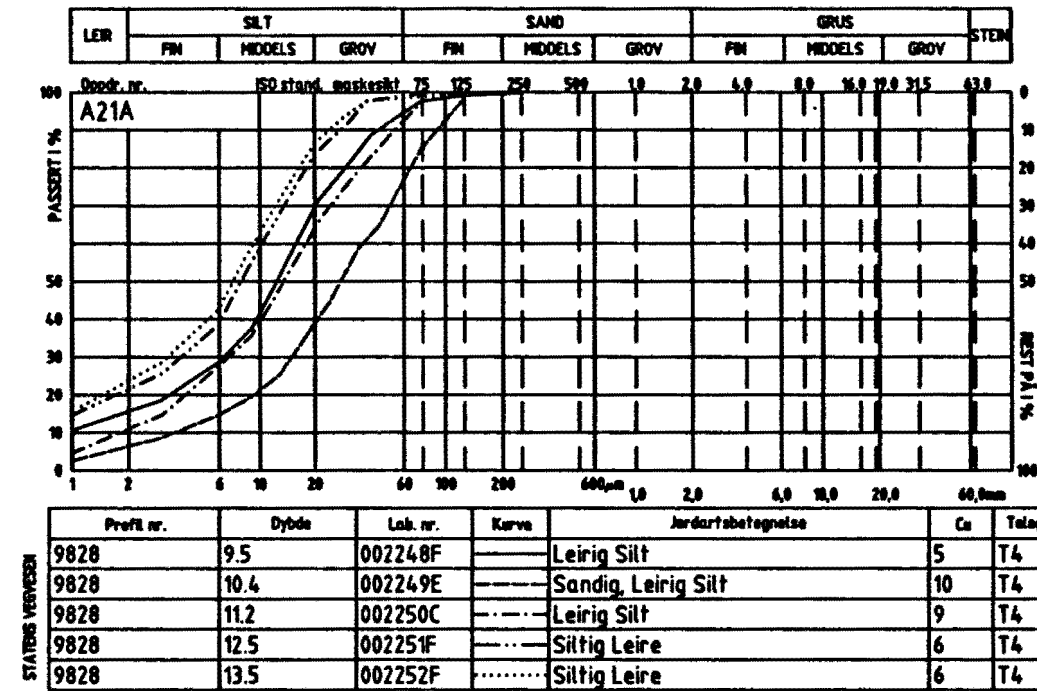 LEIR SILT SAND GRUS STEIN
FIN MIDDELS GROV FIN MIDDELS GROV FIN MIDDELS GROV
Oppdr. nr. ISO stand. maskesikt 75 125 250 500 1,0 2,0 4,0 8,0 16,0 19,0 31,5 63,0
A21A
100 0
10
20
30
40
50 50
40
30
20
10
0 100
PASSERT I %
REST PÅ I %
1 2 6 10 20 60 100 200 600µm 1,0 2,0 6,0 10,0 20,0 60,0mm
Profil nr. Dybde Lab. nr. Kurve Jordartsbetegnelse Cu Tele
9828 9.5 002248F Leirig Silt 5 T4
9828 10.4 002249E Sandig, Leirig Silt 10 T4
9828 11.2 002250C Leirig Silt 9 T4
9828 12.5 002251F Siltig Leire 6 T4
9828 13.5 002252F Siltig Leire 6 T4
STATENS VEGVESEN